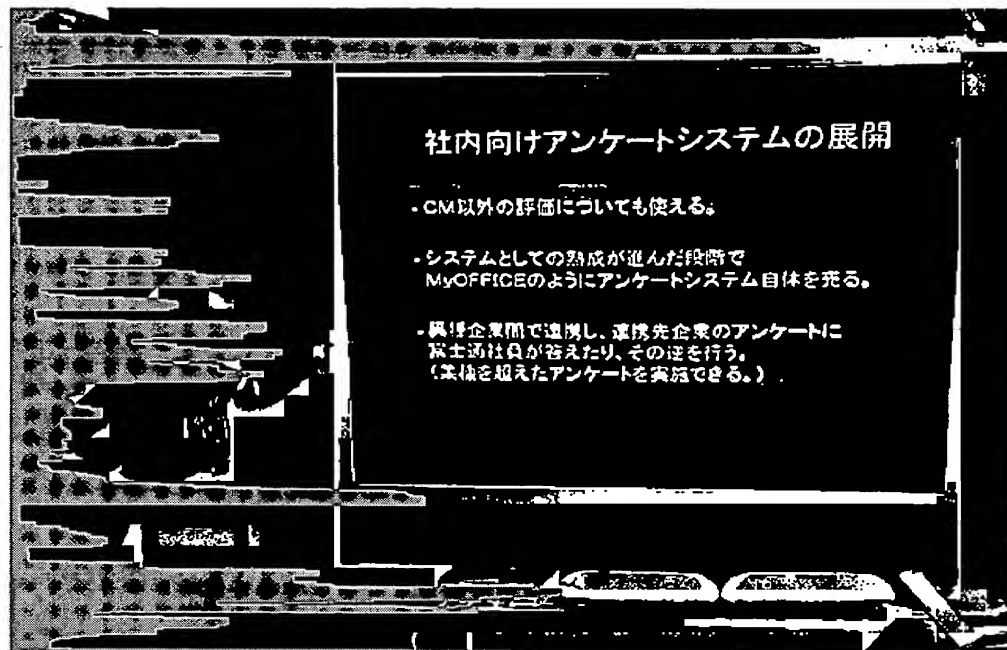 社内向けアンケートシステムの展開
・CM以外の評価についても使える。
・システムとしての熟成が進んだ段階で
MyOFFICEのようにアンケートシステム自体を売る。
・異種企業間で連携し、連携先企業のアンケートに
富士通社員が答えたり、その逆を行う。
(業種を超えたアンケートを実施できる。)